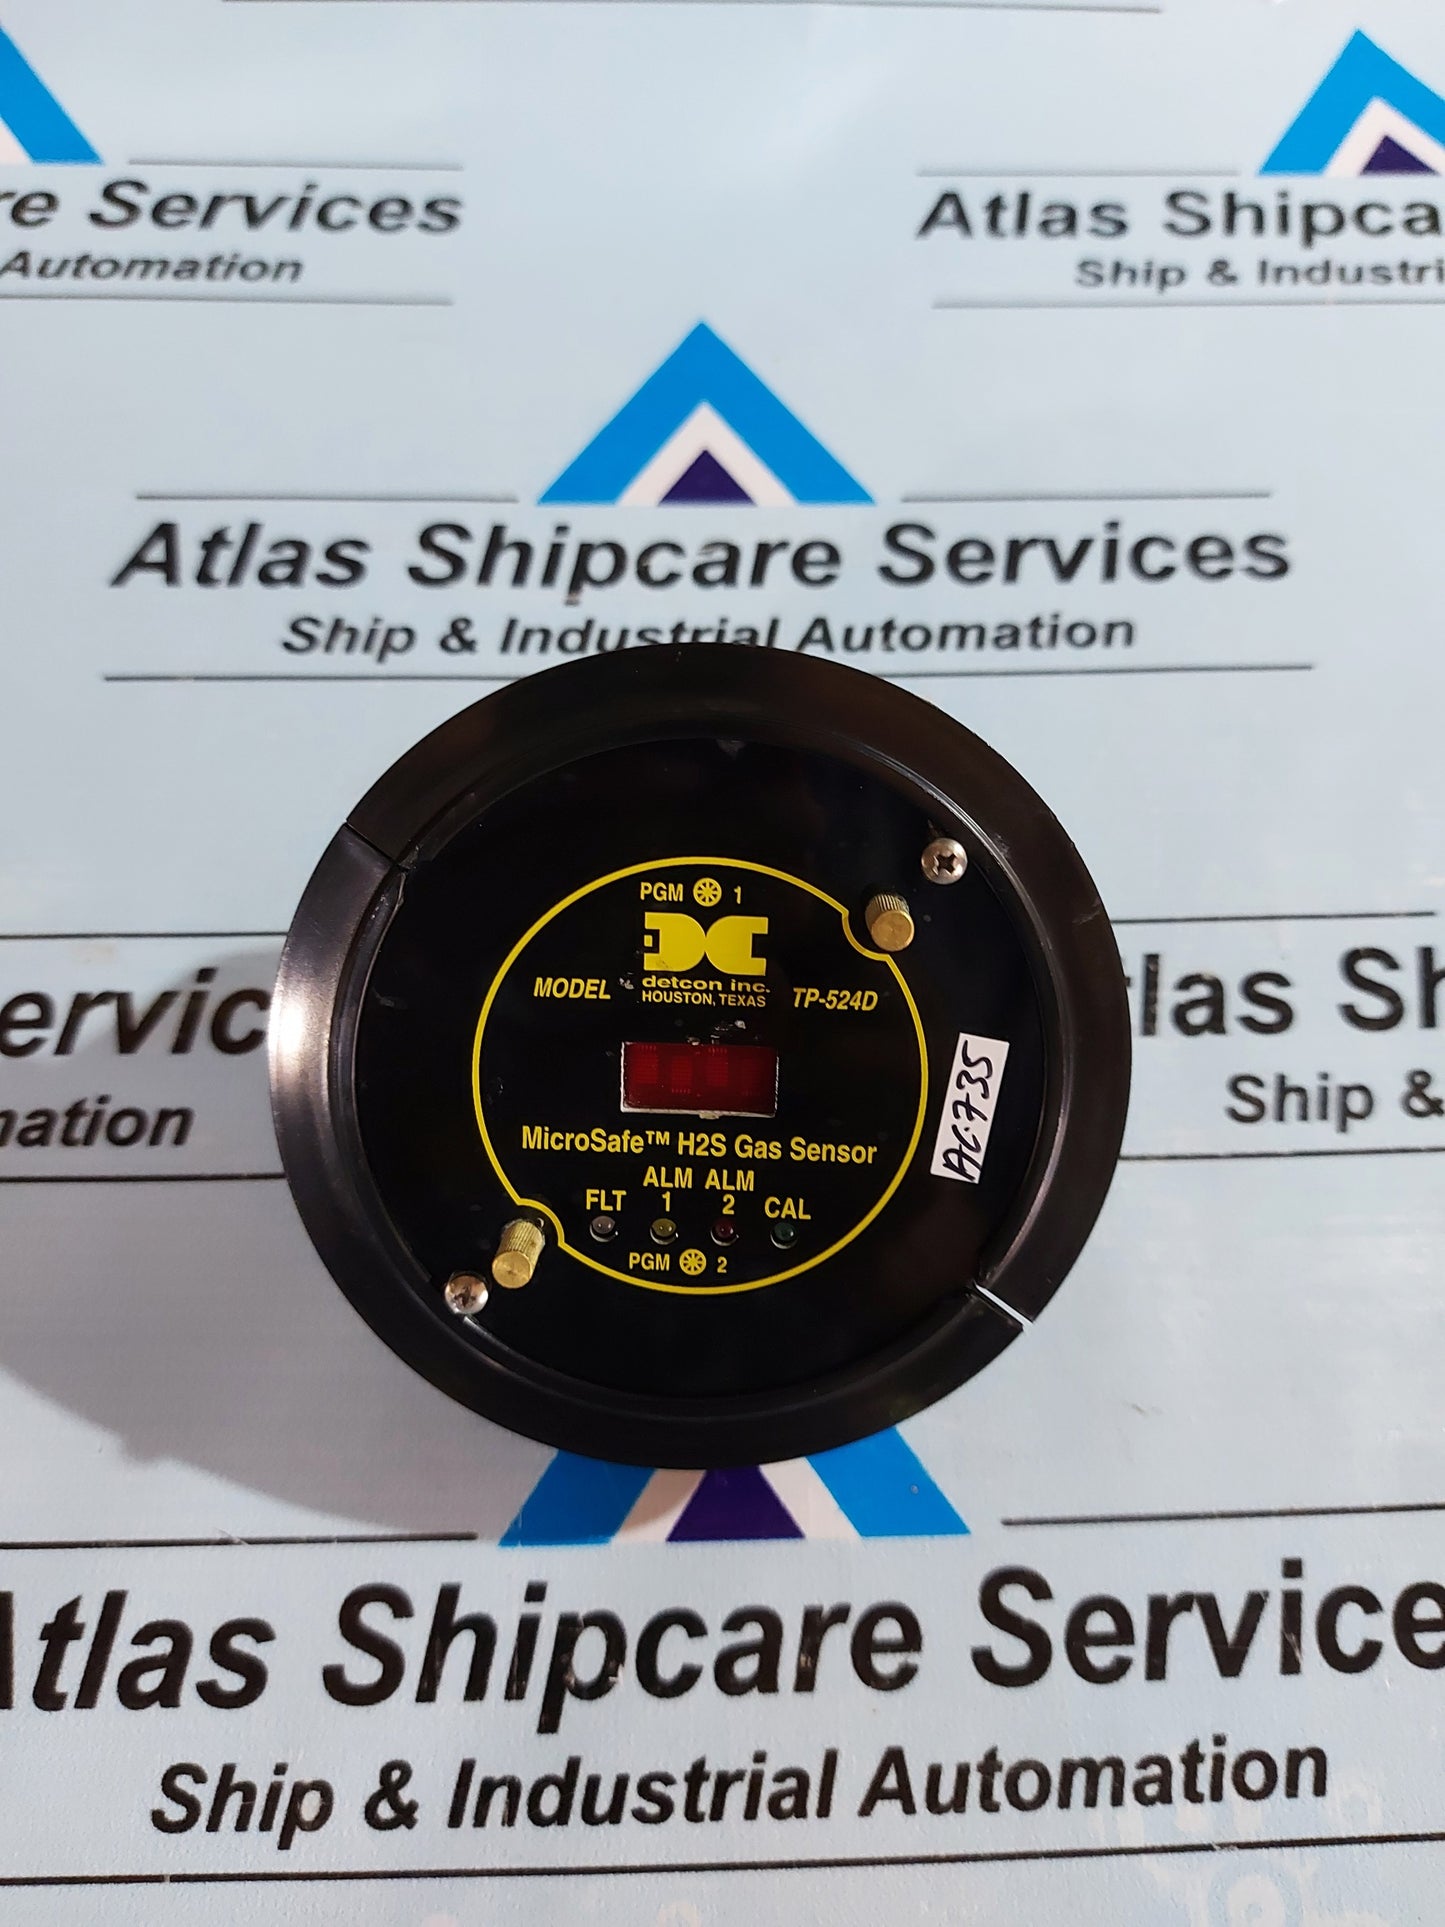 re Services
Automation
Atlas Shipca
Ship & Industri
Atlas Shipcare Services
Ship & Industrial Automation
PGM 1
MODEL detcon inc. TP-524D
HOUSTON, TEXAS
MicroSafe™ H2S Gas Sensor
ALM ALM
FLT 1 2 CAL
PGM 2
AC735
ervic
mation
tlas Sh
Ship &
Atlas Shipcare Service
Ship & Industrial Automation